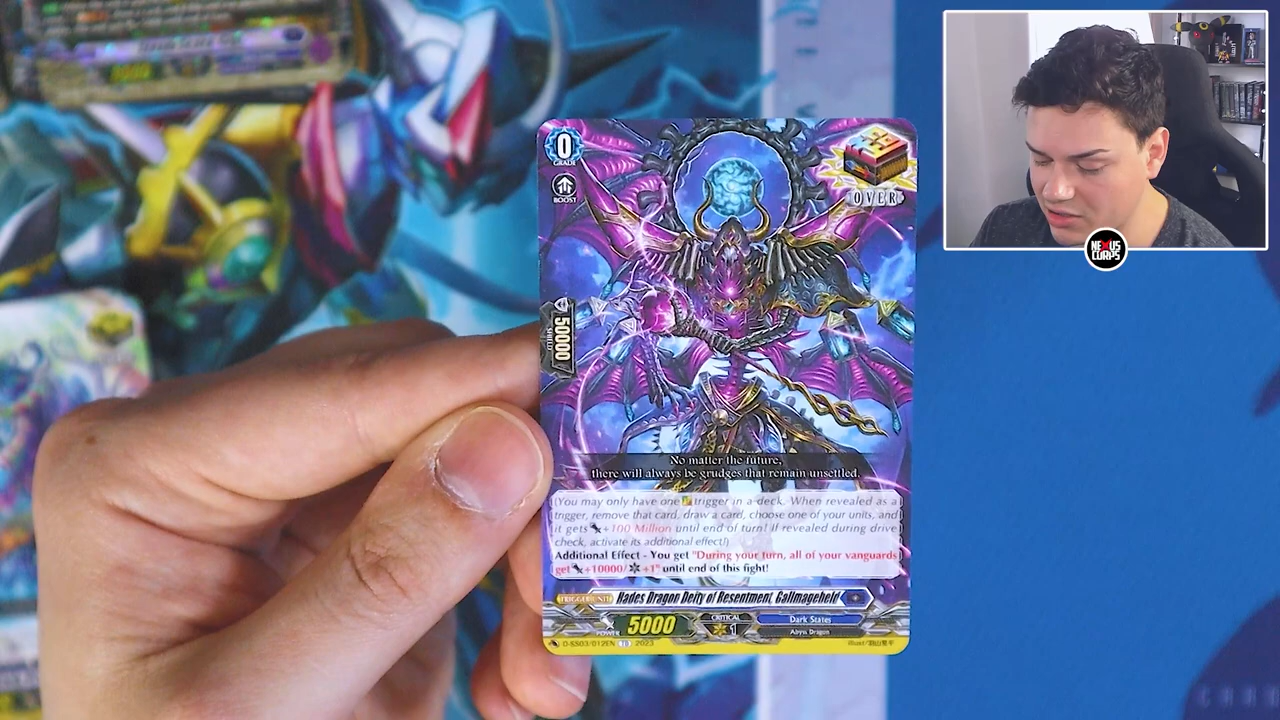 0
GRADE
BOOST
OVER
50000
SHIELD
No matter the future,
there will always be grudges that remain unsettled.
(You may only have one trigger in a deck. When revealed as a
trigger, remove that card, draw a card, choose one of your units, and
it gets +100 Million until end of turn! If revealed during drive
check, activate its additional effect!)
Additional Effect - You get "During your turn, all of your vanguards
get +10000/ +1" until end of this fight!
TRIGGER UNIT Hades Dragon Deity of Resentment, Gallmageheld
POWER 5000 CRITICAL 1 Dark States
Abyss Dragon
D-SS03/012EN TD 2023
NEXUS
CORPS